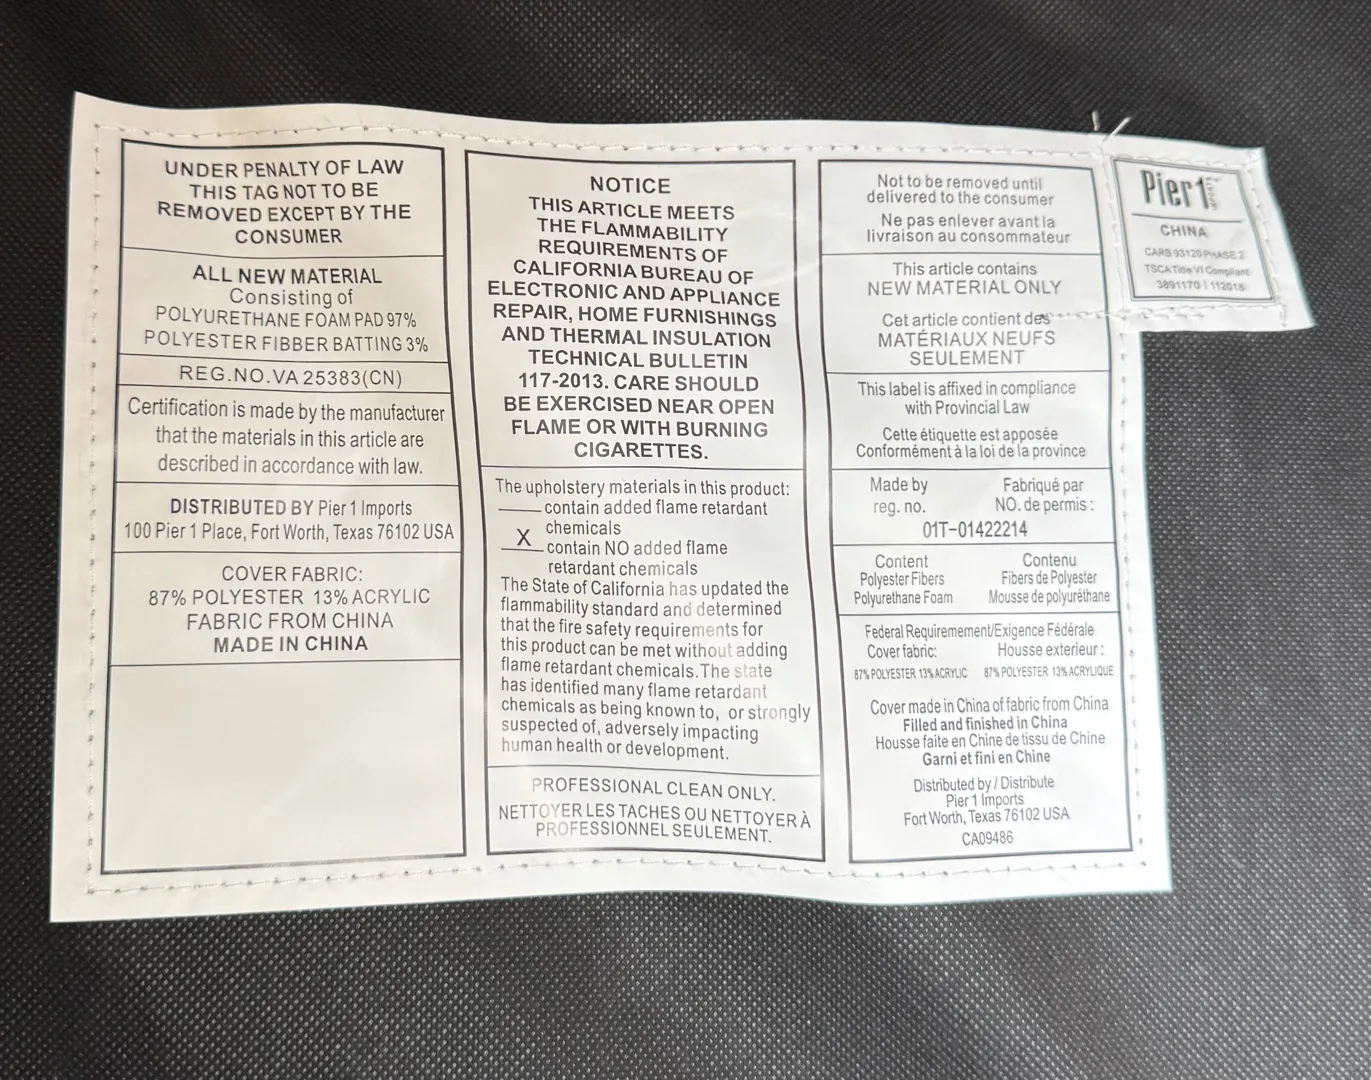 UNDER PENALTY OF LAW
THIS TAG NOT TO BE
REMOVED EXCEPT BY THE
CONSUMER
ALL NEW MATERIAL
Consisting of
POLYURETHANE FOAM PAD 97%
POLYESTER FIBBER BATTING 3%
REG.NO.VA 25383(CN)
Certification is made by the manufacturer
that the materials in this article are
described in accordance with law.
DISTRIBUTED BY Pier 1 Imports
100 Pier 1 Place, Fort Worth, Texas 76102 USA
COVER FABRIC:
87% POLYESTER 13% ACRYLIC
FABRIC FROM CHINA
MADE IN CHINA
NOTICE
THIS ARTICLE MEETS
THE FLAMMABILITY
REQUIREMENTS OF
CALIFORNIA BUREAU OF
ELECTRONIC AND APPLIANCE
REPAIR, HOME FURNISHINGS
AND THERMAL INSULATION
TECHNICAL BULLETIN
117-2013. CARE SHOULD
BE EXERCISED NEAR OPEN
FLAME OR WITH BURNING
CIGARETTES.
The upholstery materials in this product:
contain added flame retardant
chemicals
X contain NO added flame
retardant chemicals
The State of California has updated the
flammability standard and determined
that the fire safety requirements for
this product can be met without adding
flame retardant chemicals. The state
has identified many flame retardant
chemicals as being known to, or strongly
suspected of, adversely impacting
human health or development.
PROFESSIONAL CLEAN ONLY.
NETTOYER LES TACHES OU NETTOYER À
PROFESSIONNEL SEULEMENT.
Not to be removed until
delivered to the consumer
Ne pas enlever avant la
livraison au consommateur
This article contains
NEW MATERIAL ONLY
Cet article contient des
MATÉRIAUX NEUFS
SEULEMENT
This label is affixed in compliance
with Provincial Law
Cette étiquette est apposée
Conformément à la loi de la province
Made by Fabriqué par
reg. no. NO. de permis :
01T-01422214
Content Contenu
Polyester Fibers Fibers de Polyester
Polyurethane Foam Mousse de polyuréthane
Federal Requiremement/Exigence Fédérale
Cover fabric: Housse exterieur :
87% POLYESTER 13% ACRYLIC 87% POLYESTER 13% ACRYLIQUE
Cover made in China of fabric from China
Filled and finished in China
Housse faite en Chine de tissu de Chine
Garni et fini en Chine
Distributed by / Distribute
Pier 1 Imports
Fort Worth, Texas 76102 USA
CA09486
Pier 1 imports
CHINA
CARB 93120 PHASE 2
TSCA Title VI Compliant
3891170 | 112018